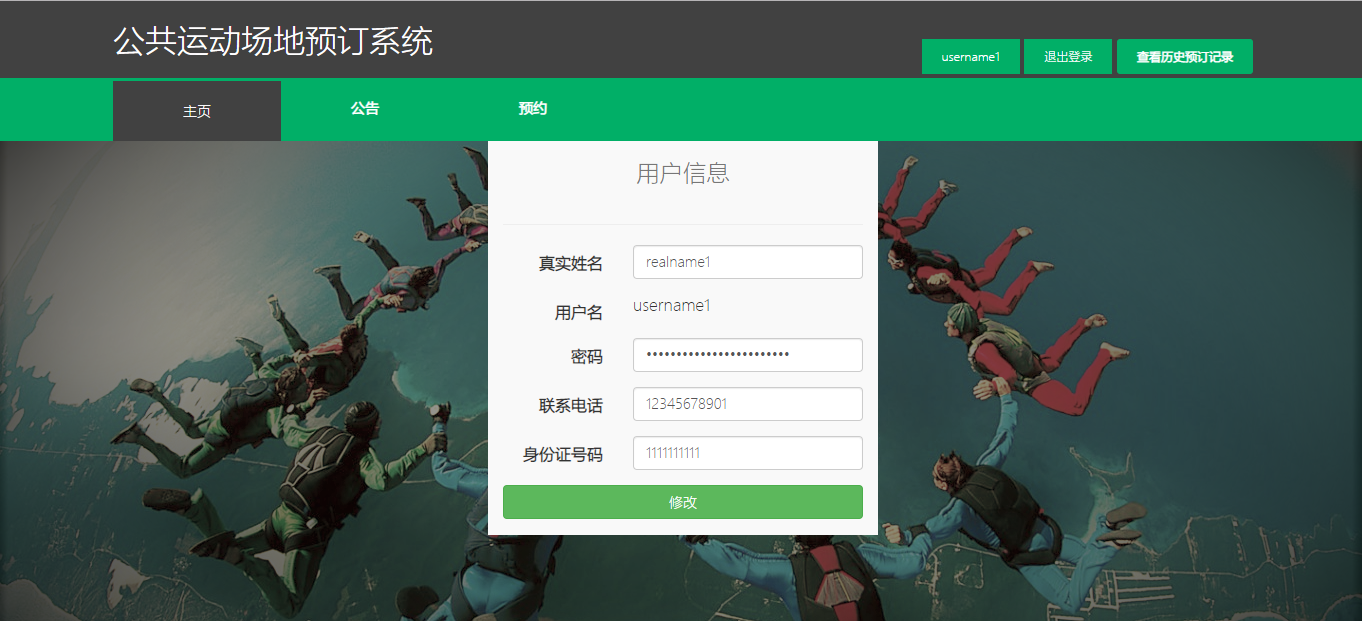 公共运动场地预订系统
username1
退出登录
查看历史预订记录
主页
公告
预约
用户信息
真实姓名
realname1
用户名
username1
密码
••••••••••••••••••••••••
联系电话
12345678901
身份证号码
1111111111
修改